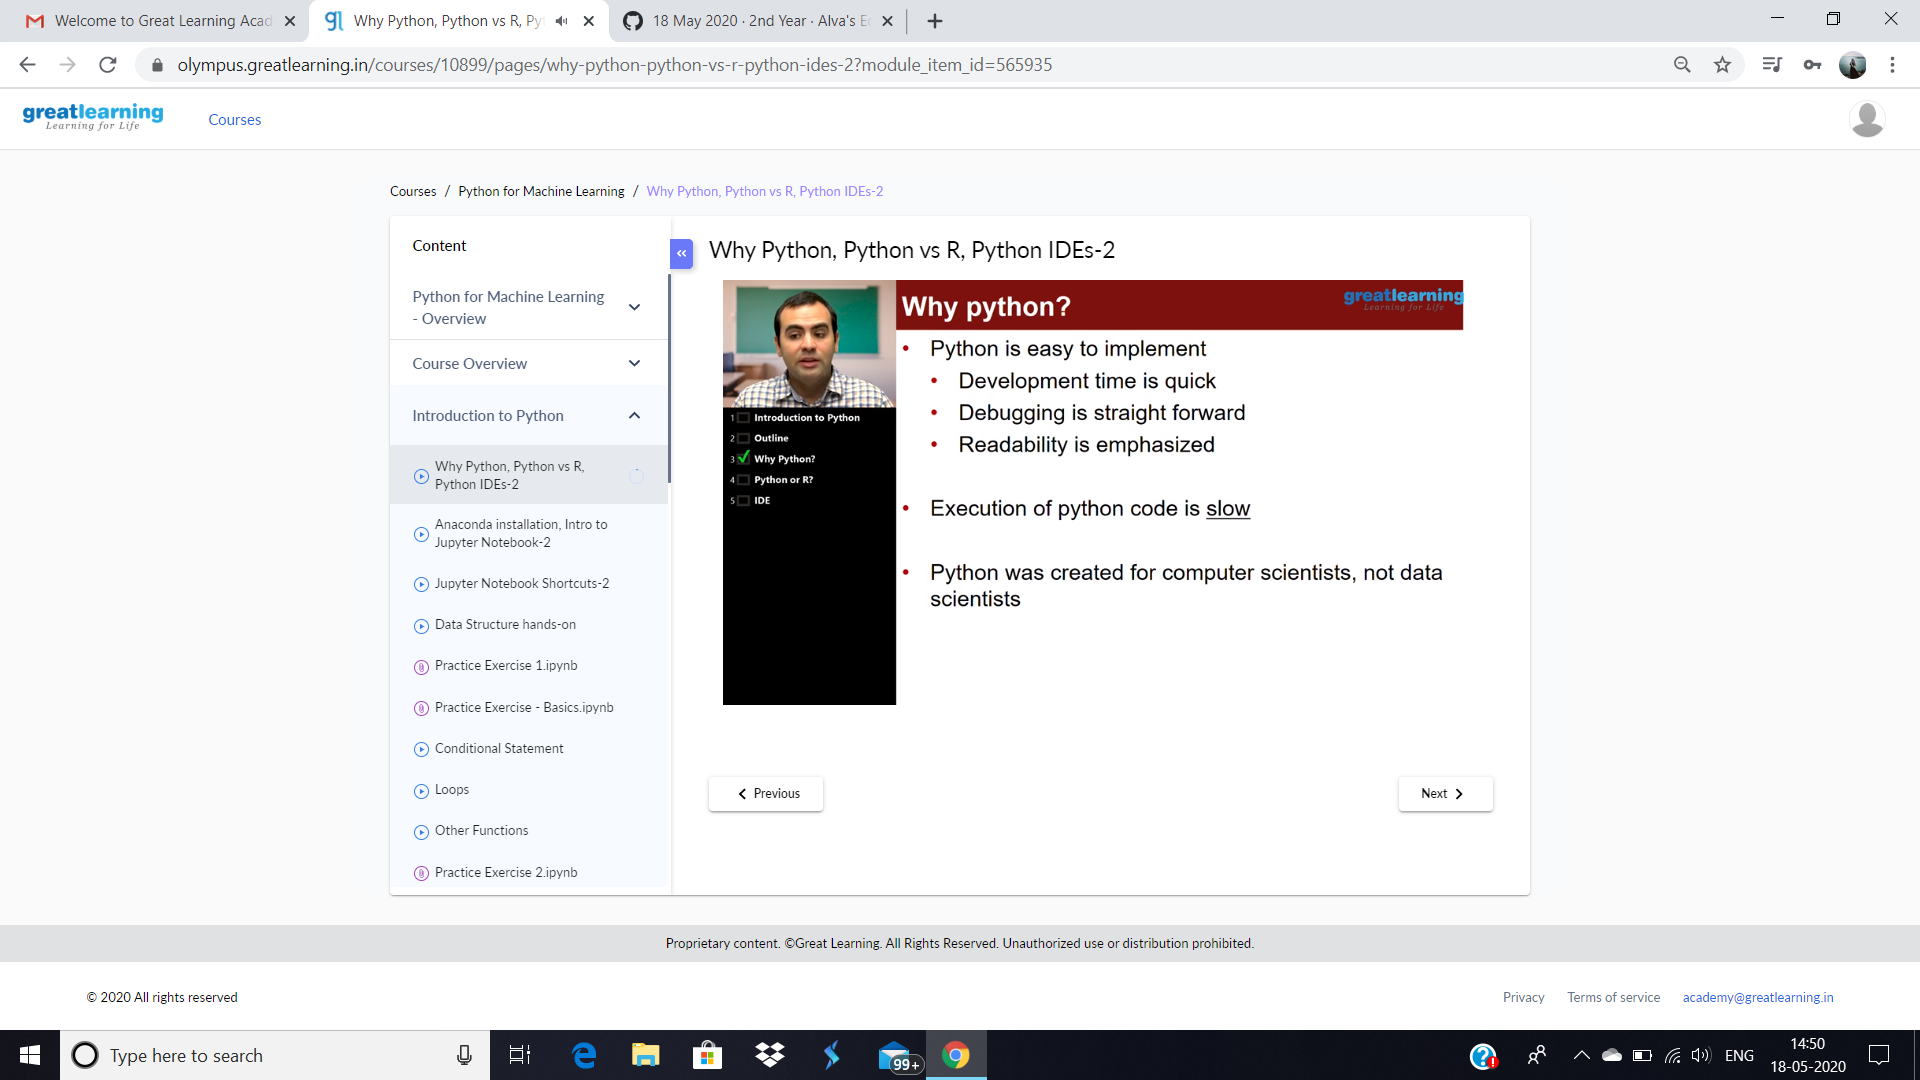 Welcome to Great Learning Acad
Why Python, Python vs R, Py
18 May 2020 · 2nd Year · Alva's E
olympus.greatlearning.in/courses/10899/pages/why-python-python-vs-r-python-ides-2?module_item_id=565935
greatlearning
Learning for Life
Courses
Courses / Python for Machine Learning / Why Python, Python vs R, Python IDEs-2
Content
Python for Machine Learning
- Overview
Course Overview
Introduction to Python
Why Python, Python vs R,
Python IDEs-2
Anaconda installation, Intro to
Jupyter Notebook-2
Jupyter Notebook Shortcuts-2
Data Structure hands-on
Practice Exercise 1.ipynb
Practice Exercise - Basics.ipynb
Conditional Statement
Loops
Other Functions
Practice Exercise 2.ipynb
Why Python, Python vs R, Python IDEs-2
Why python?
greatlearning
Learning for Life
1 Introduction to Python
2 Outline
3 Why Python?
4 Python or R?
5 IDE
• Python is easy to implement
• Development time is quick
• Debugging is straight forward
• Readability is emphasized
• Execution of python code is slow
• Python was created for computer scientists, not data
scientists
Previous
Next
Proprietary content. ©Great Learning. All Rights Reserved. Unauthorized use or distribution prohibited.
© 2020 All rights reserved
Privacy Terms of service academy@greatlearning.in
Type here to search
99+
ENG
14:50
18-05-2020